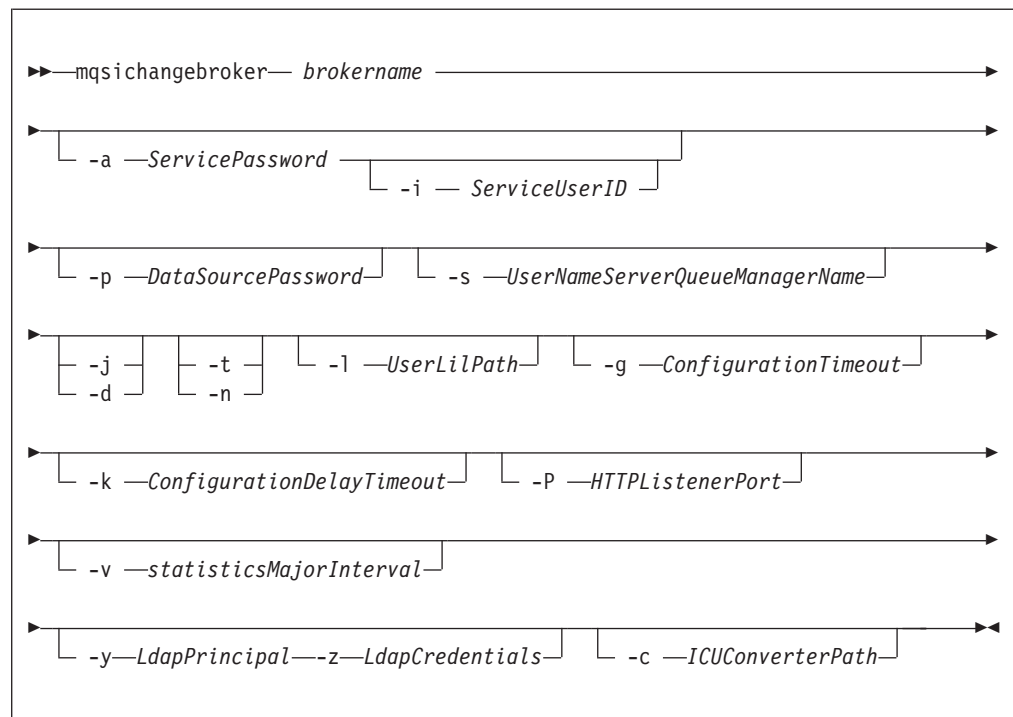 mqsichangebroker brokername
-a ServicePassword
-i ServiceUserID
-p DataSourcePassword -s UserNameServerQueueManagerName
-j -t -l UserLilPath -g ConfigurationTimeout
-d -n
-k ConfigurationDelayTimeout -P HTTPListenerPort
-v statisticsMajorInterval
-y LdapPrincipal -z LdapCredentials -c ICUConverterPath